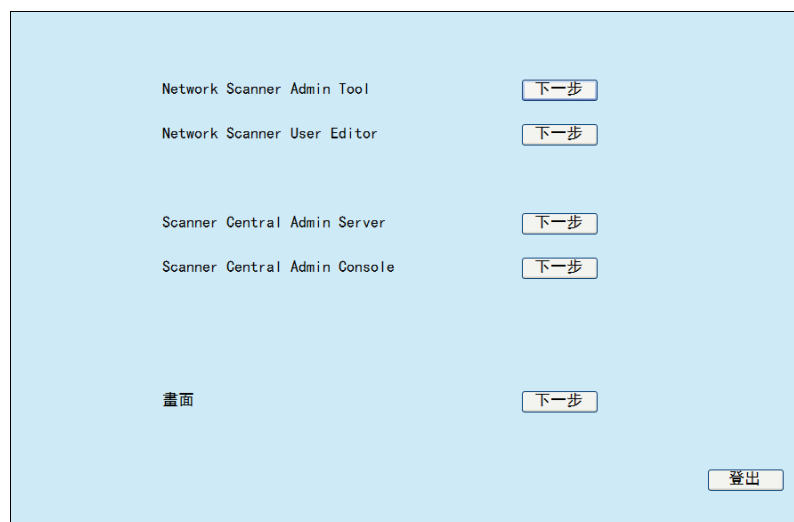 Network Scanner Admin Tool 下一步
Network Scanner User Editor 下一步
Scanner Central Admin Server 下一步
Scanner Central Admin Console 下一步
畫面 下一步
登出